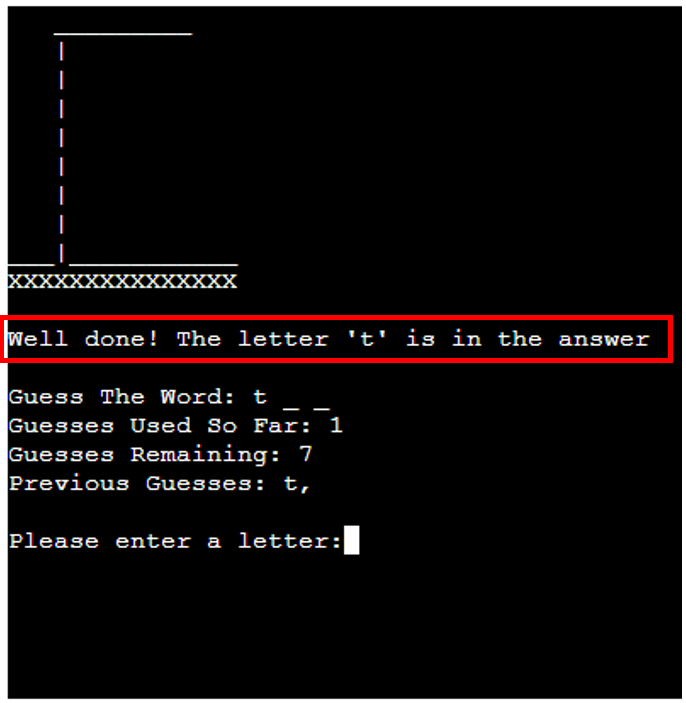 XXXXXXXXXXXXXXX
Well done! The letter 't' is in the answer
Guess The Word: t _ _
Guesses Used So Far: 1
Guesses Remaining: 7
Previous Guesses: t,
Please enter a letter: